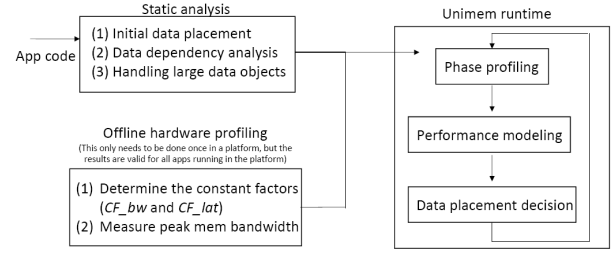 Static analysis
App code
(1) Initial data placement
(2) Data dependency analysis
(3) Handling large data objects
Offline hardware profiling
(This only needs to be done once in a platform, but the
results are valid for all apps running in the platform)
(1) Determine the constant factors
(CF_bw and CF_lat)
(2) Measure peak mem bandwidth
Unimem runtime
Phase profiling
Performance modeling
Data placement decision